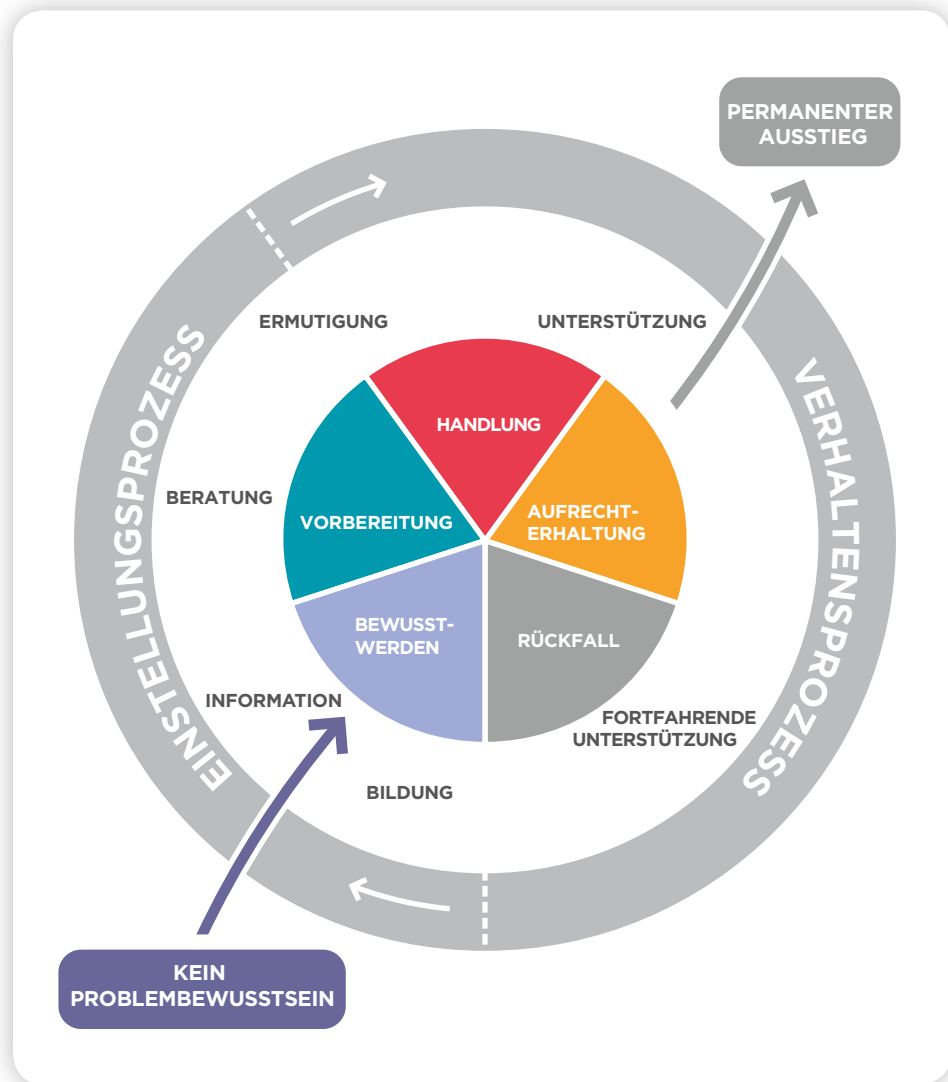 PERMANENTER
AUSSTIEG
ERMUTIGUNG
UNTERSTÜTZUNG
EINSTELLUNGSPROZESS
VERHALTENSPROZESS
HANDLUNG
BERATUNG
VORBEREITUNG
AUFRECHT-
ERHALTUNG
BEWUSST-
WERDEN
RÜCKFALL
INFORMATION
FORTFAHRENDE
UNTERSTÜTZUNG
BILDUNG
KEIN
PROBLEMBEWUSSTSEIN